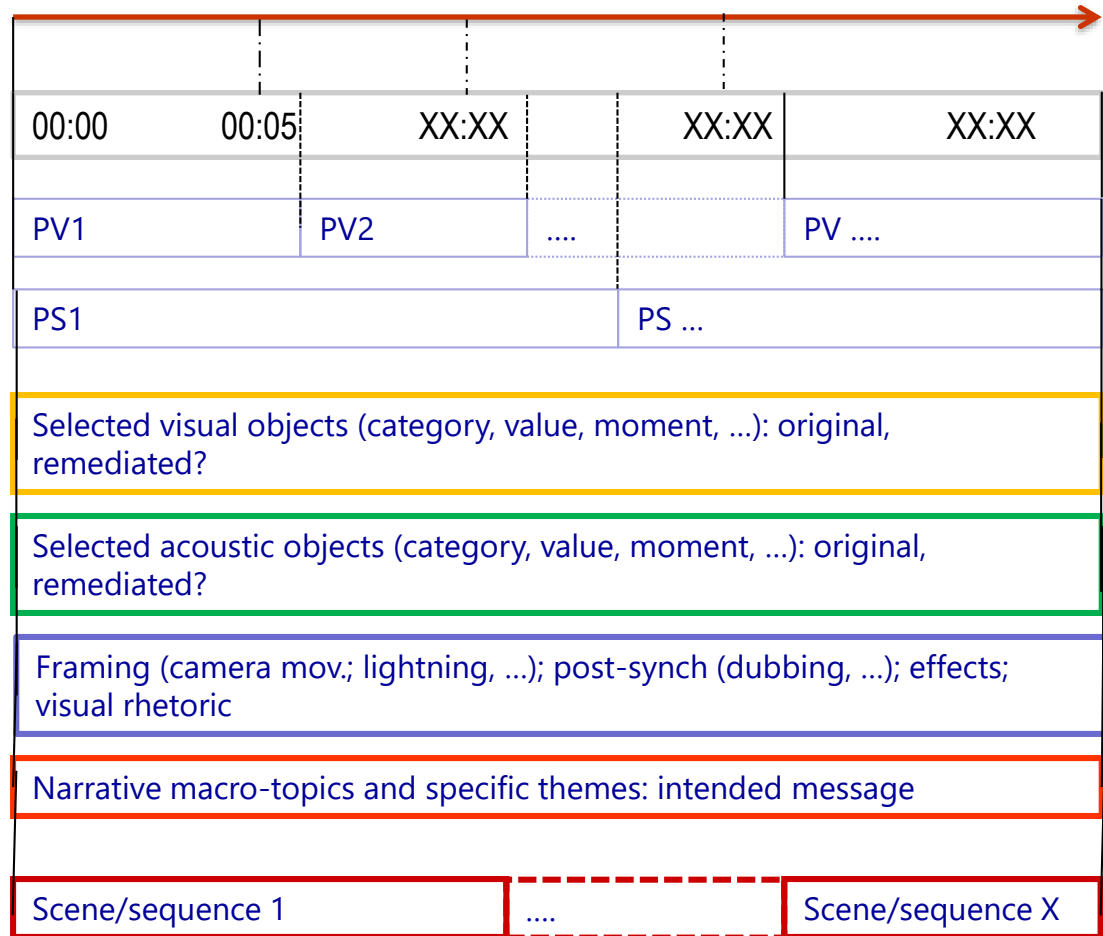 00:00 00:05 XX:XX XX:XX XX:XX
PV1 PV2 .... PV ....
PS1 PS ...
Selected visual objects (category, value, moment, ...): original,
remediated?
Selected acoustic objects (category, value, moment, ...): original,
remediated?
Framing (camera mov.; lightning, ...); post-synch (dubbing, ...); effects;
visual rhetoric
Narrative macro-topics and specific themes: intended message
Scene/sequence 1 .... Scene/sequence X